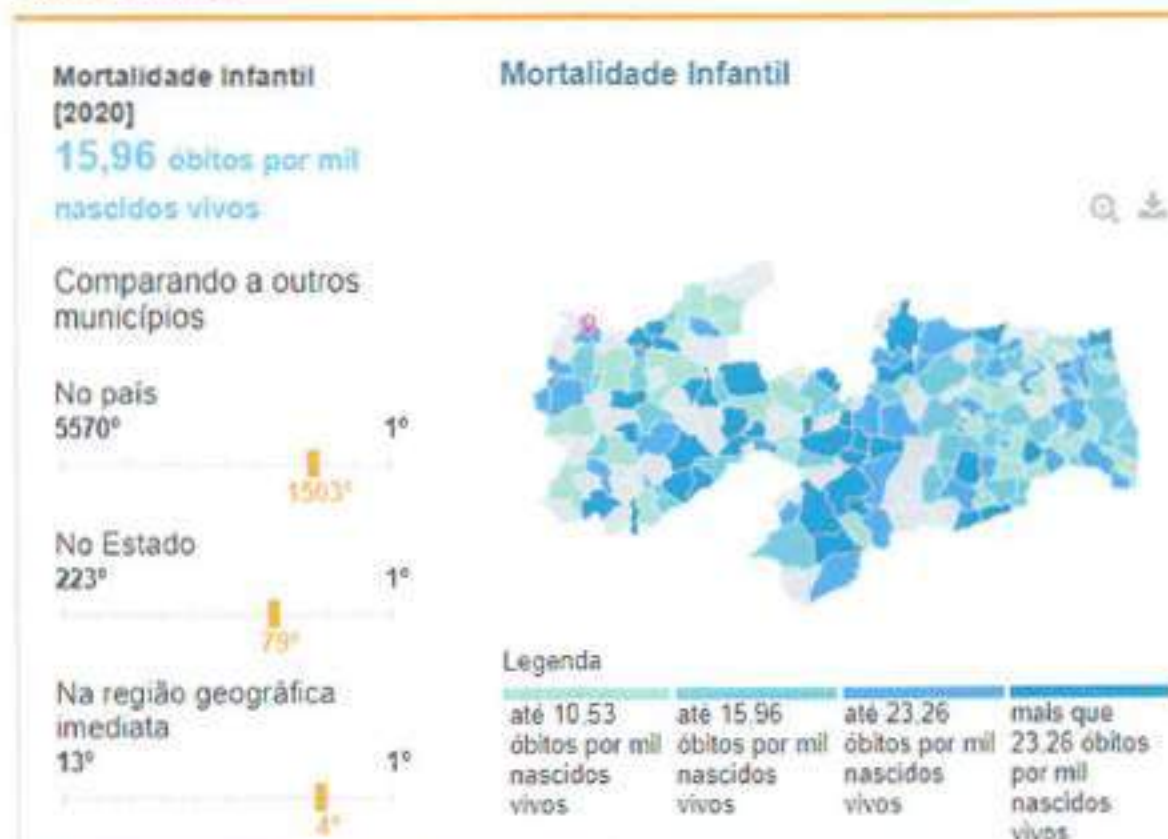 Mortalidade Infantil
[2020]
15,96 óbitos por mil
nascidos vivos
Comparando a outros
municípios
No país
5570º 1º
1503º
No Estado
223º 1º
79º
Na região geográfica
imediata
13º 1º
4º
Mortalidade Infantil
Legenda
até 10.53
óbitos por mil
nascidos
vivos
até 15.96
óbitos por mil
nascidos
vivos
até 23.26
óbitos por mil
nascidos
vivos
mais que
23.26 óbitos
por mil
nascidos
vivos